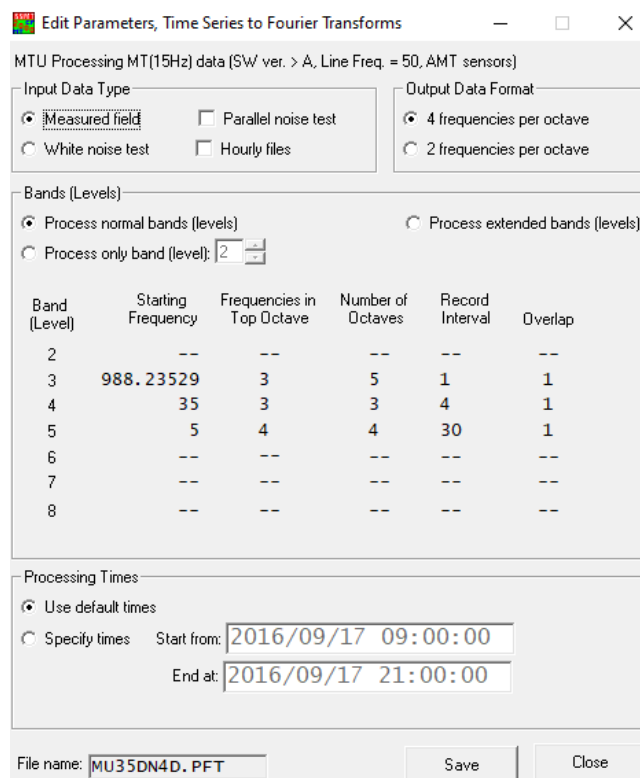 Edit Parameters, Time Series to Fourier Transforms
MTU Processing MT(15Hz) data (SW ver. > A, Line Freq. = 50, AMT sensors)
Input Data Type
Output Data Format
Measured field
Parallel noise test
4 frequencies per octave
White noise test
Hourly files
2 frequencies per octave
Bands (Levels)
Process normal bands (levels)
Process extended bands (levels)
Process only band (level): 2
Band (Level) Starting Frequency Frequencies in Top Octave Number of Octaves Record Interval Overlap
2 -- -- -- -- --
3 988.23529 3 5 1 1
4 35 3 3 4 1
5 5 4 4 30 1
6 -- -- -- -- --
7 -- -- -- -- --
8 -- -- -- -- --
Processing Times
Use default times
Specify times Start from: 2016/09/17 09:00:00
End at: 2016/09/17 21:00:00
File name: MU35DN4D.PFT Save Close